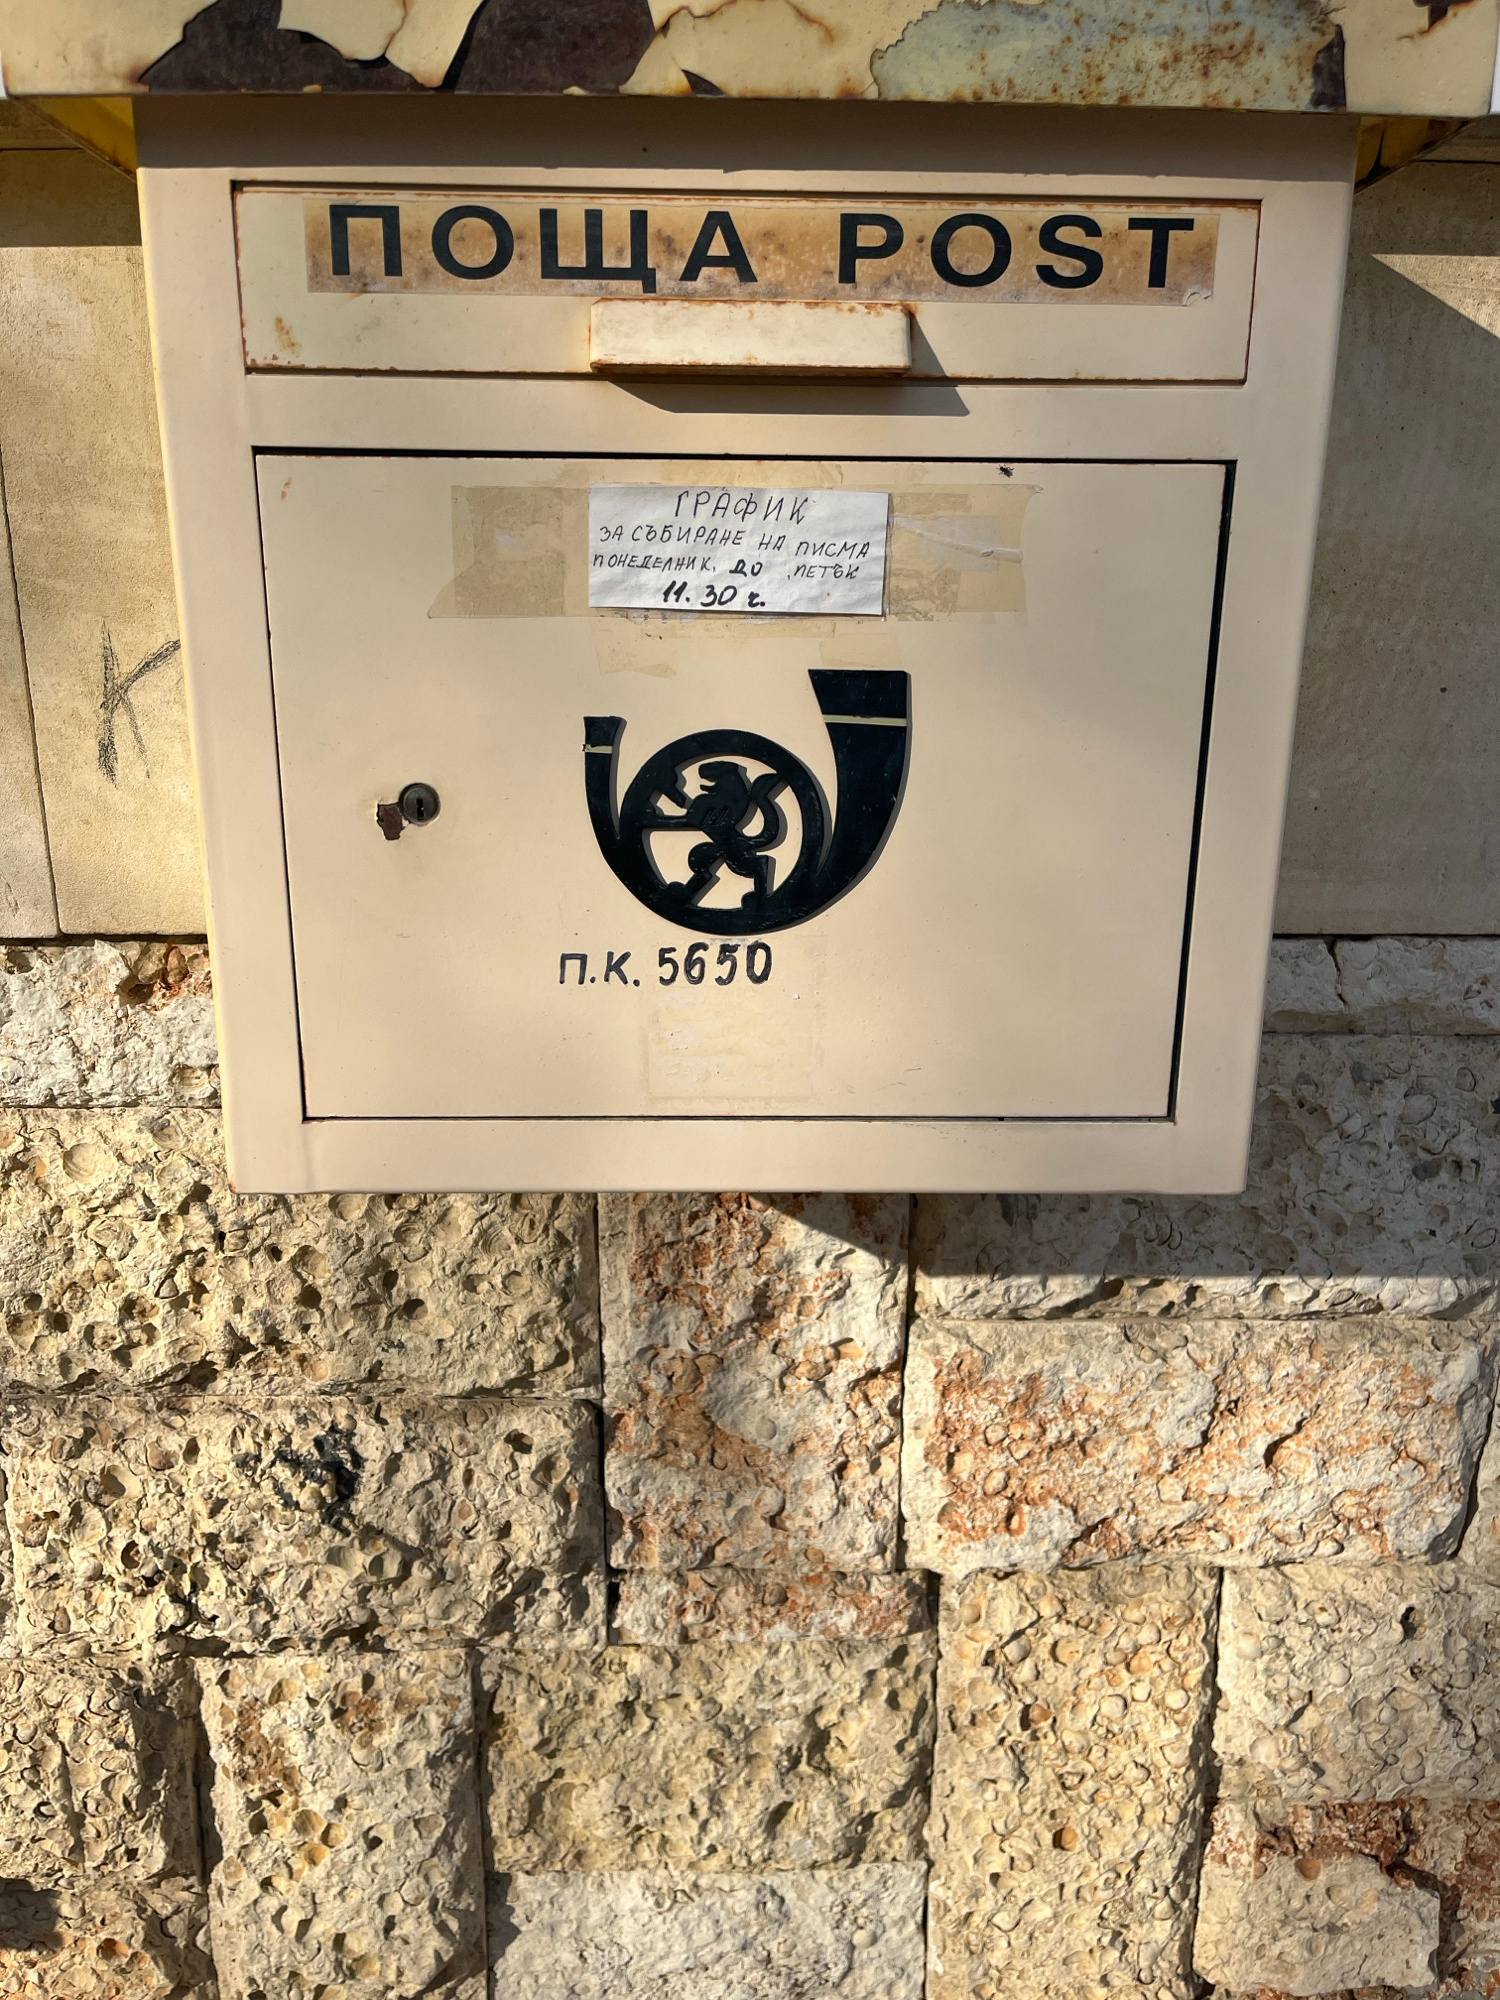 ПОЩА POST
ГРАФИК
ЗА СЪБИРАНЕ НА ПИСМА
ПОНЕДЕЛНИК. ДО ПЕТЪК
11.30 ч.
К
П.К. 5650